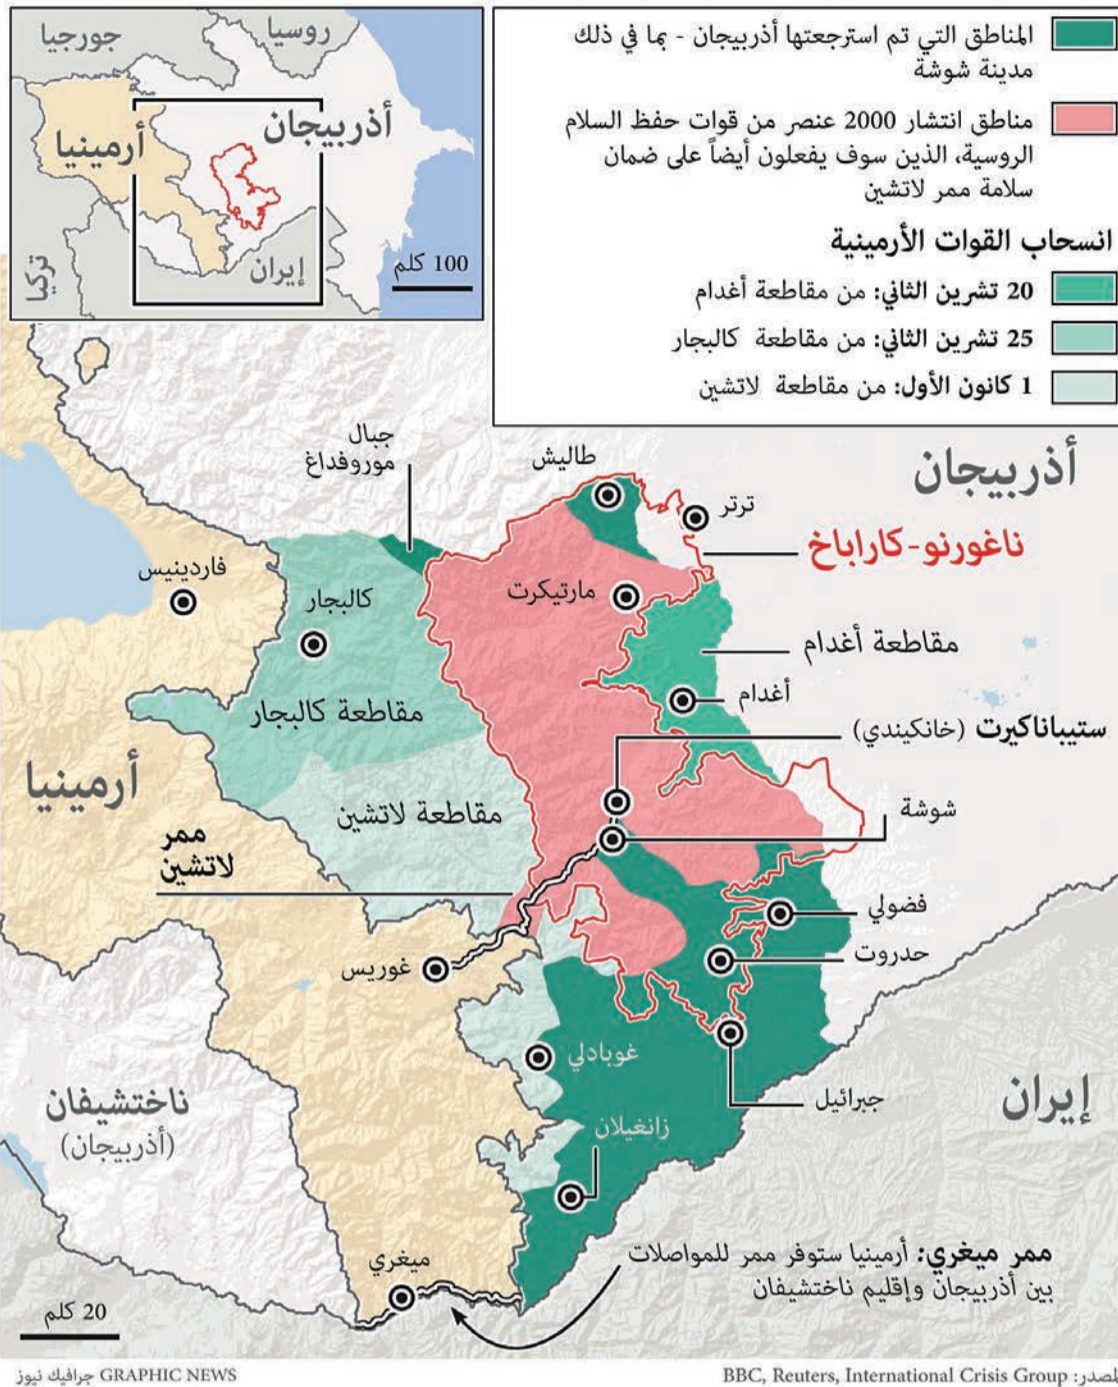 المناطق التي تم استرجعتها أذربيجان - بما في ذلك
مدينة شوشة
مناطق انتشار 2000 عنصر من قوات حفظ السلام
الروسية، الذين سوف يفعلون أيضاً على ضمان
سلامة ممر لاتشين
انسحاب القوات الأرمينية
20 تشرين الثاني: من مقاطعة أغدام
25 تشرين الثاني: من مقاطعة كالبجار
1 كانون الأول: من مقاطعة لاتشين
روسيا
جورجيا
أذربيجان
أرمينيا
إيران
تركيا
100 كلم
أذربيجان
جبال
موروفداغ
طاليش
ترتر
ناغورنو-كاراباخ
فاردينيس
كالبجار
مارتيكرت
مقاطعة أغدام
أغدام
مقاطعة كالبجار
ستيباناكيرت (خانكيندي)
أرمينيا
مقاطعة لاتشين
شوشة
ممر
لاتشين
فضولي
حدروت
غوريس
غوبادلي
جبرائيل
إيران
ناختشيفان
(أذربيجان)
زانغيلان
ممر ميغري: أرمينيا ستوفر ممر للمواصلات
بين أذربيجان وإقليم ناختشيفان
ميغري
20 كلم
لمصدر: BBC, Reuters, International Crisis Group
GRAPHIC NEWS جرافيك نيوز